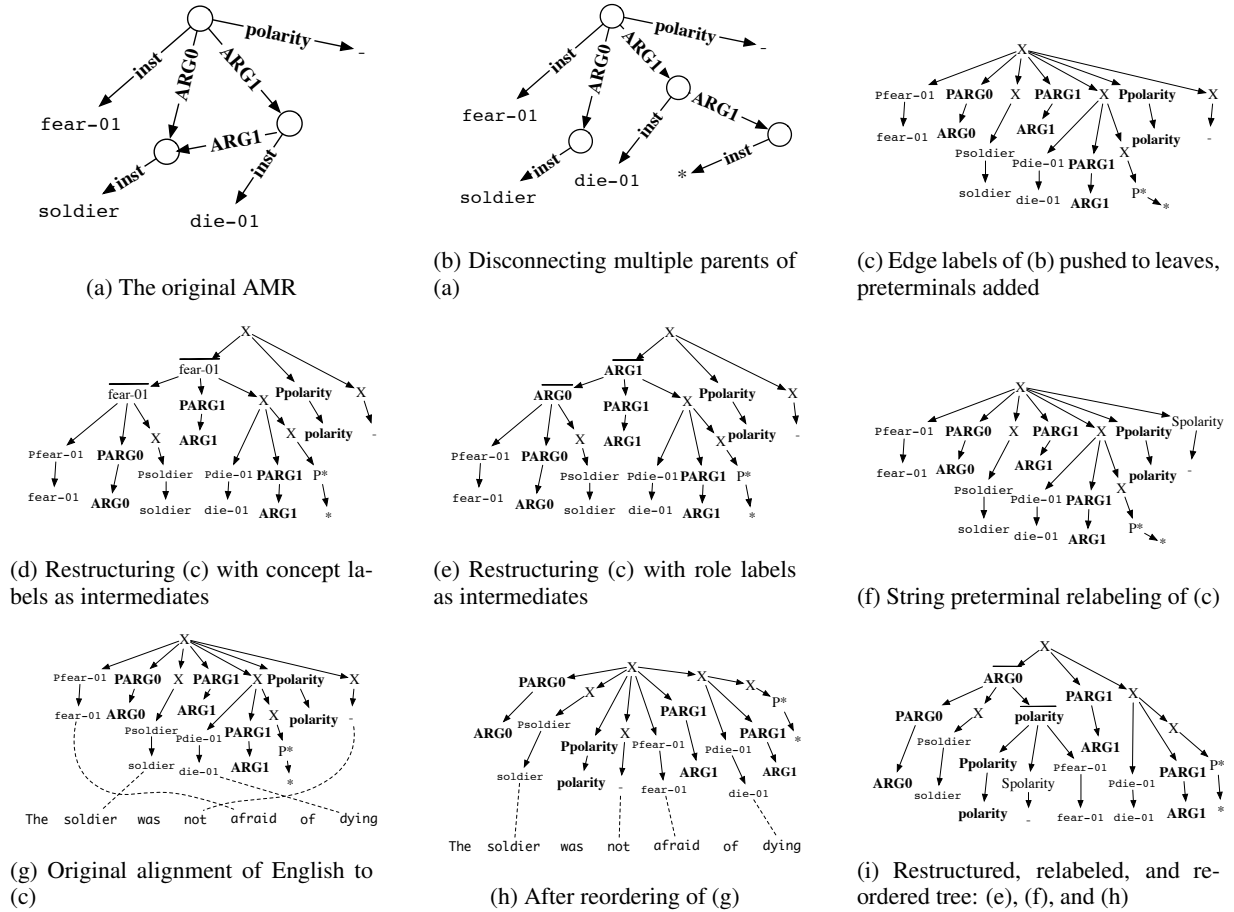 polarity
-
inst
ARG0
ARG1
fear-01
ARG1
inst
inst
soldier
die-01
(a) The original AMR
polarity
-
inst
ARG0
ARG1
ARG1
fear-01
inst
inst
inst
*
die-01
soldier
(b) Disconnecting multiple parents of
(a)
X
Pfear-01 PARG0 X PARG1 X Ppolarity X
fear-01 ARG0 ARG1 polarity -
Psoldier Pdie-01 PARG1 X
soldier die-01 ARG1 P* *
(c) Edge labels of (b) pushed to leaves,
preterminals added
X
fear-01
fear-01 PARG1 X Ppolarity X
ARG1 X polarity -
Pfear-01 PARG0 X
Psoldier Pdie-01 PARG1 P*
fear-01 ARG0 soldier die-01 ARG1 *
(d) Restructuring (c) with concept la-
bels as intermediates
X
ARG1
ARG0 PARG1 X Ppolarity X
ARG1 X polarity -
Pfear-01 PARG0 X
Psoldier Pdie-01 PARG1 P*
fear-01 ARG0 soldier die-01 ARG1 *
(e) Restructuring (c) with role labels
as intermediates
X
Spolarity
Pfear-01 PARG0 X PARG1 X Ppolarity
fear-01 ARG0 ARG1 polarity -
Psoldier Pdie-01 PARG1 X
soldier die-01 ARG1 P* *
(f) String preterminal relabeling of (c)
X
Pfear-01 PARG0 X PARG1 X Ppolarity X
fear-01 ARG0 ARG1 X polarity -
Psoldier Pdie-01 PARG1 P*
soldier die-01 ARG1 *
The soldier was not afraid of dying
(g) Original alignment of English to
(c)
X
PARG0 X X X
P*
ARG0 Psoldier PARG1
Ppolarity X Pfear-01 Pdie-01 PARG1 *
soldier polarity - fear-01 ARG1 die-01 ARG1
The soldier was not afraid of dying
(h) After reordering of (g)
X
ARG0
PARG0 X polarity PARG1 X
Psoldier ARG1 X
Ppolarity Spolarity Pfear-01 Pdie-01 PARG1 P*
ARG0 soldier
polarity - fear-01 die-01 ARG1 *
(i) Restructured, relabeled, and re-
ordered tree: (e), (f), and (h)